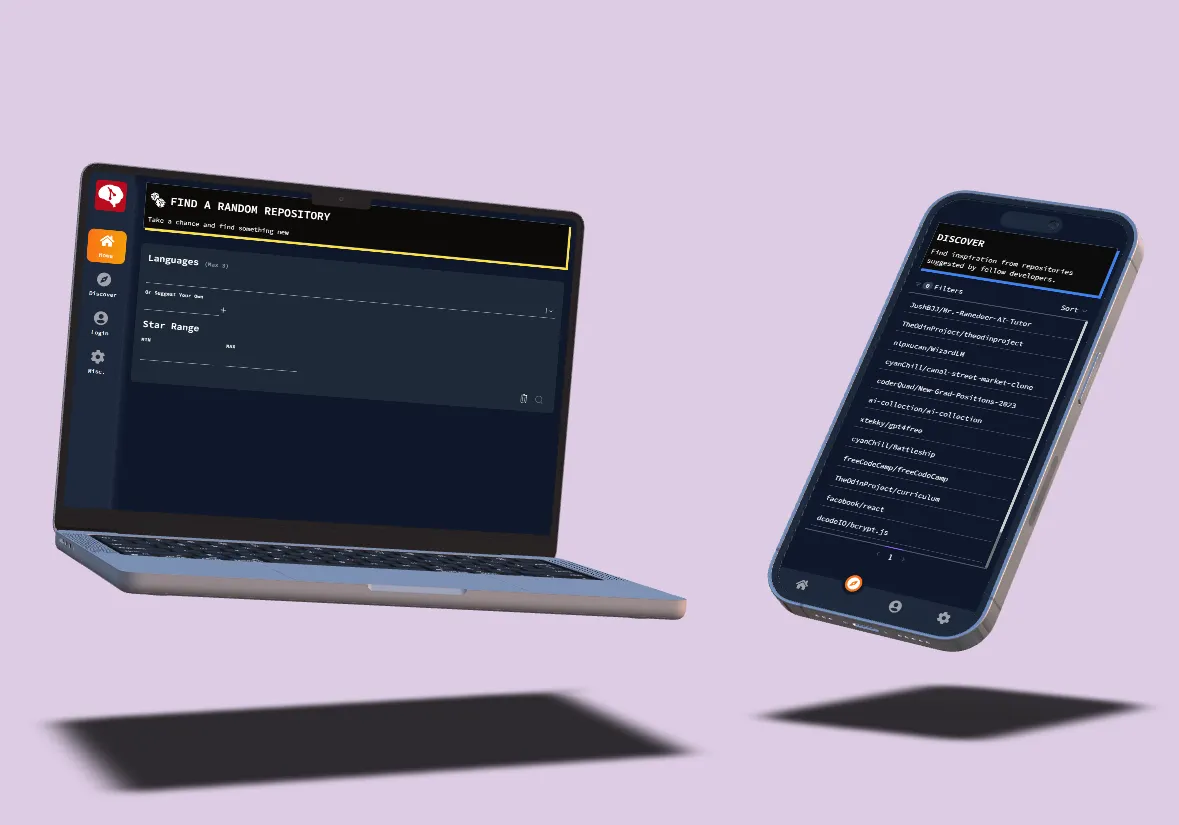 FIND A RANDOM REPOSITORY
Take a chance and find something new
Home
Discover
Login
Misc.
Languages (Max 3)
Or Suggest Your Own
Star Range
MIN
MAX
DISCOVER
Find inspiration from repositories
suggested by follow developers.
0 Filters
Sort
JushBJJ/Mr.-Ranedeer-AI-Tutor
TheOdinProject/theodinproject
nlpxucan/WizardLM
cyanChill/canal-street-market-clone
coderQuad/New-Grad-Positions-2023
ai-collection/ai-collection
xtekky/gpt4free
cyanChill/Battleship
freeCodeCamp/freeCodeCamp
TheOdinProject/curriculum
facebook/react
dcodeIO/bcrypt.js
1